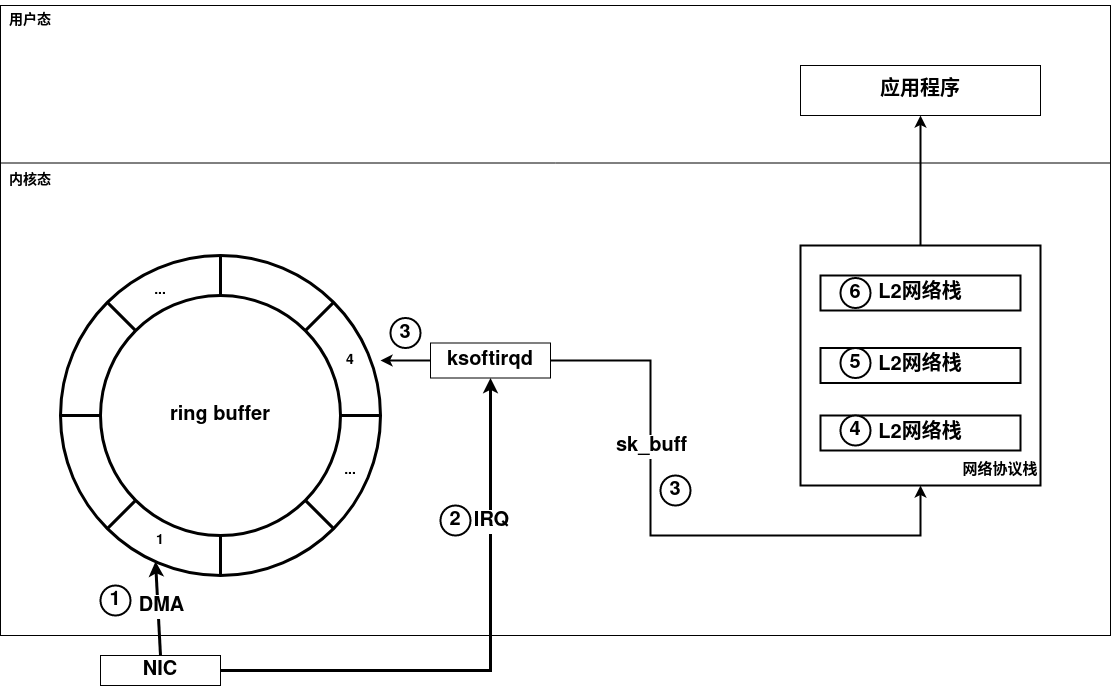 用户态
应用程序
内核态
...
4
ring buffer
...
1
③
ksoftirqd
sk_buff
③
② IRQ
① DMA
NIC
⑥ L2网络栈
⑤ L2网络栈
④ L2网络栈
网络协议栈